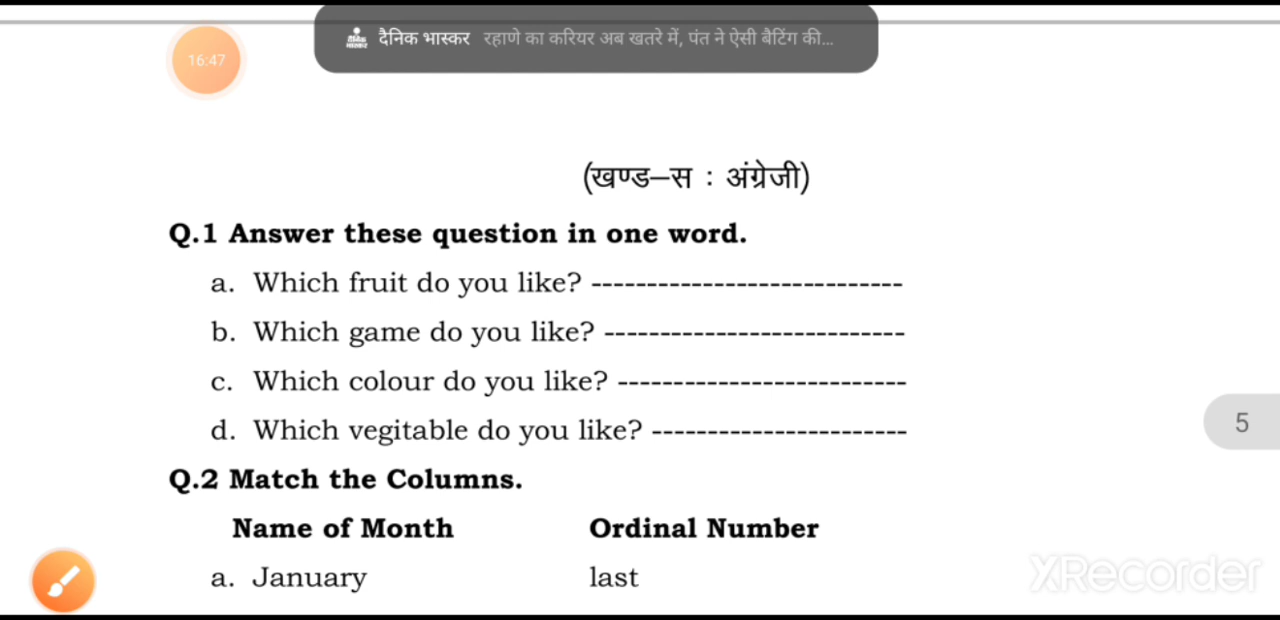 दैनिक भास्कर रहाणे का करियर अब खतरे में, पंत ने ऐसी बैटिंग की...
16:47
(खण्ड–स : अंग्रेजी)
Q.1 Answer these question in one word.
a. Which fruit do you like? ----------------------------
b. Which game do you like? ---------------------------
c. Which colour do you like? --------------------------
d. Which vegitable do you like? -----------------------
5
Q.2 Match the Columns.
Name of Month Ordinal Number
a. January last
XRecorder